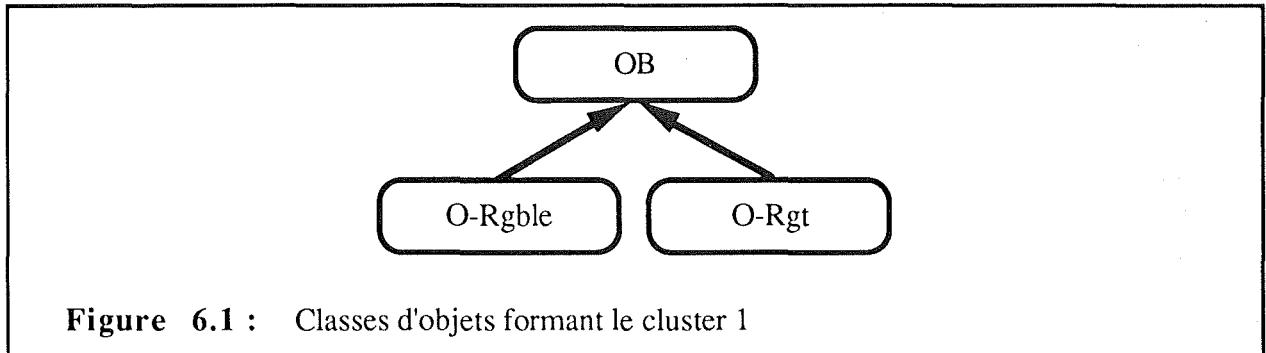 OB
O-Rgble
O-Rgt
Figure 6.1 : Classes d'objets formant le cluster 1